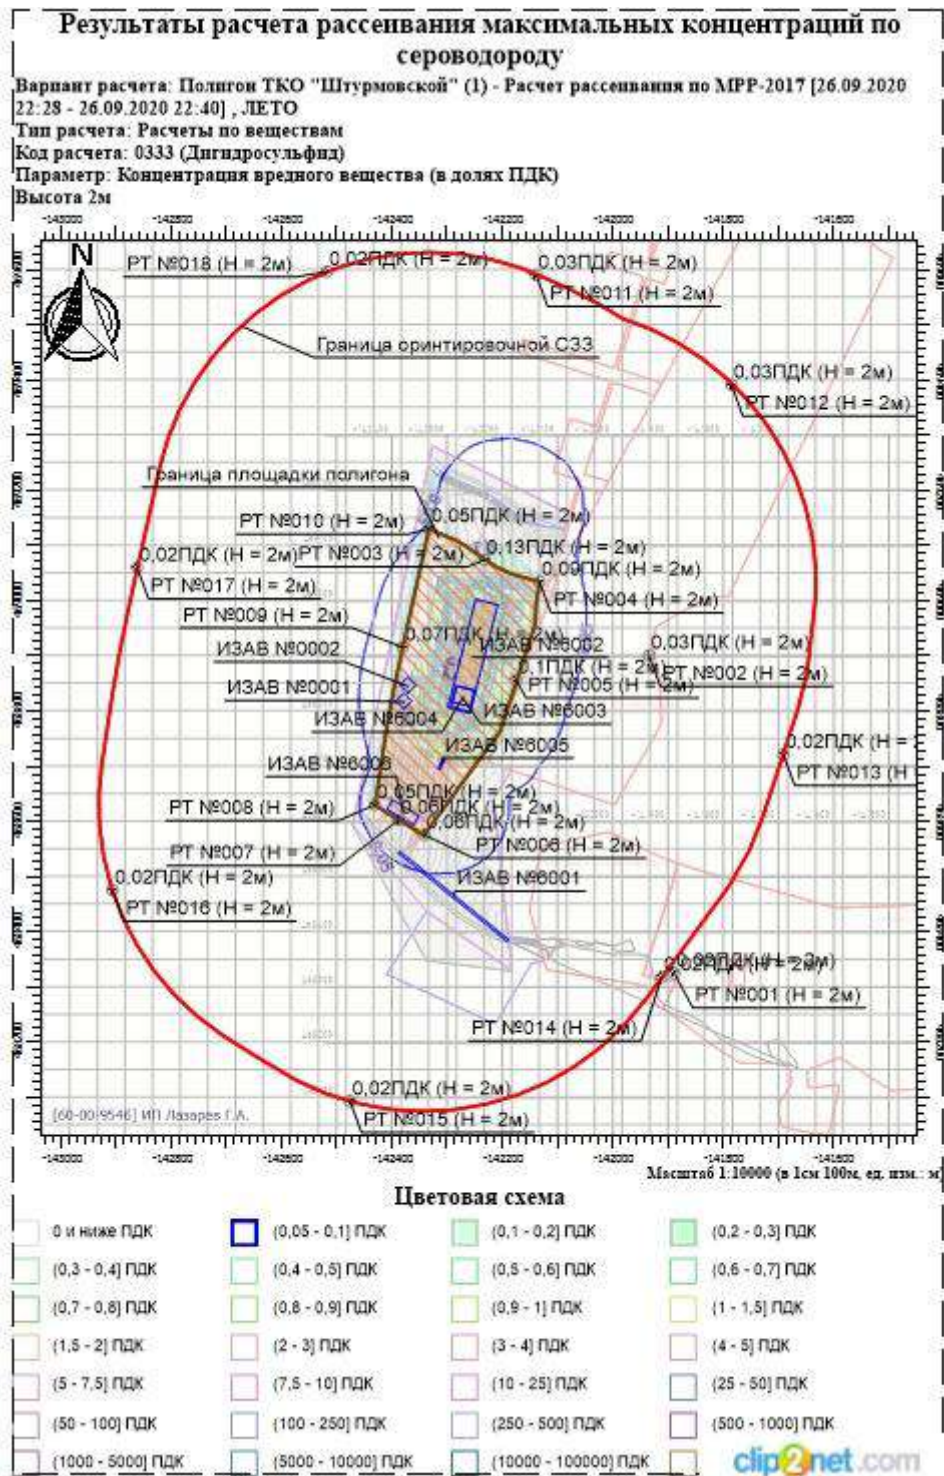 Результаты расчета рассеивания максимальных концентраций по
сероводороду
Вариант расчета: Полигон ТКО "Штурмовской" (1) - Расчет рассеивания по МРР-2017 [26.09.2020
22:28 - 26.09.2020 22:40] , ЛЕТО
Тип расчета: Расчеты по веществам
Код расчета: 0333 (Дигидросульфид)
Параметр: Концентрация вредного вещества (в долях ПДК)
Высота 2м
N
РТ №018 (Н = 2м)
0,02ПДК (Н = 2м)
0,03ПДК (Н = 2м)
РТ №011 (Н = 2м)
Граница оринтировочной СЗЗ
0,03ПДК (Н = 2м)
РТ №012 (Н = 2м)
Граница площадки полигона
РТ №010 (Н = 2м)
0,05ПДК (Н = 2м)
0,02ПДК (Н = 2м)
РТ №003 (Н = 2м)
0,13ПДК (Н = 2м)
0,09ПДК (Н = 2м)
РТ №017 (Н = 2м)
РТ №004 (Н = 2м)
РТ №009 (Н = 2м)
0,07ПДК (Н = 2м)
ИЗАВ №0002
ИЗАВ №6002
0,03ПДК (Н = 2м)
РТ №002 (Н = 2м)
0,1ПДК (Н = 2м)
РТ №005 (Н = 2м)
ИЗАВ №0001
ИЗАВ №6004
ИЗАВ №6003
ИЗАВ №6005
0,02ПДК (Н =
РТ №013 (Н
ИЗАВ №6006
0,05ПДК (Н = 2м)
РТ №008 (Н = 2м)
0,06ПДК (Н = 2м)
0,06ПДК (Н = 2м)
РТ №006 (Н = 2м)
РТ №007 (Н = 2м)
0,02ПДК (Н = 2м)
ИЗАВ №6001
РТ №016 (Н = 2м)
РТ №001 (Н = 2м)
РТ №014 (Н = 2м)
0,02ПДК (Н = 2м)
[60-00-9546] ИП Лазарев Г.А.
РТ №015 (Н = 2м)
Масштаб 1:10000 (в 1см 100м, ед. изм.: м
Цветовая схема
0 и ниже ПДК (0,05 - 0,1] ПДК (0,1 - 0,2] ПДК (0,2 - 0,3] ПДК
(0,3 - 0,4] ПДК (0,4 - 0,5] ПДК (0,5 - 0,6] ПДК (0,6 - 0,7] ПДК
(0,7 - 0,8] ПДК (0,8 - 0,9] ПДК (0,9 - 1] ПДК (1 - 1,5] ПДК
(1,5 - 2] ПДК (2 - 3] ПДК (3 - 4] ПДК (4 - 5] ПДК
(5 - 7,5] ПДК (7,5 - 10] ПДК (10 - 25] ПДК (25 - 50] ПДК
(50 - 100] ПДК (100 - 250] ПДК (250 - 500] ПДК (500 - 1000] ПДК
(1000 - 5000] ПДК (5000 - 10000] ПДК (10000 - 100000] ПДК
clip2net.com